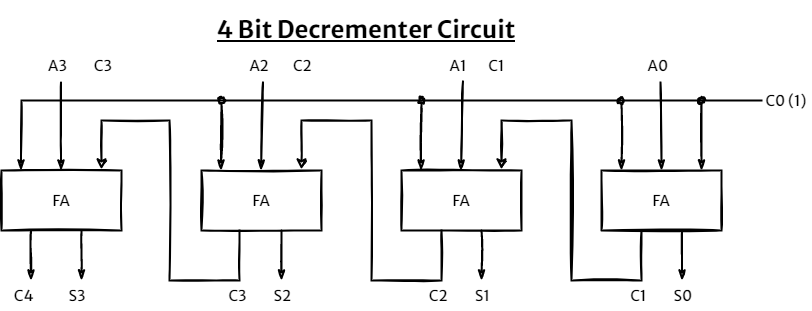 4 Bit Decrementer Circuit
A3 C3 A2 C2 A1 C1 A0
C0 (1)
FA FA FA FA
C4 S3 C3 S2 C2 S1 C1 S0